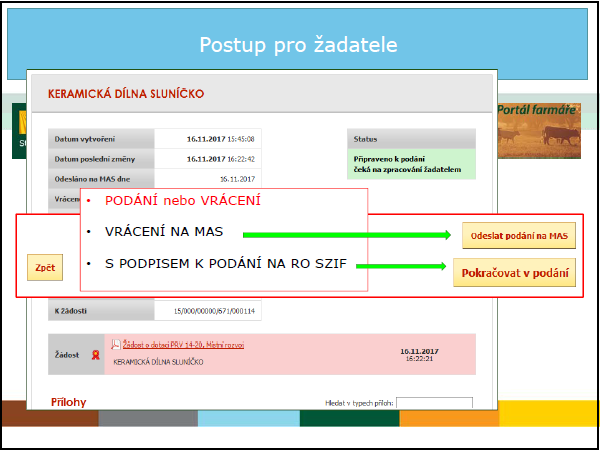 Postup pro žadatele
KERAMICKÁ DÍLNA SLUNÍČKO
Portál farmáře
Datum vytvoření 16.11.2017 15:45:08
Status
Datum poslední změny 16.11.2017 16:22:42
Připraveno k podání
čeká na zpracování žadatelem
Odesláno na MAS dne 16.11.2017
• PODÁNÍ nebo VRÁCENÍ
• VRÁCENÍ NA MAS
Odeslat podání na MAS
Zpět
• S PODPISEM K PODÁNÍ NA RO SZIF
Pokračovat v podání
K žádosti 15/000/00000/671/000114
Žádost
Žádost o dotaci PRV 14-20, Místní rozvoj
KERAMICKÁ DÍLNA SLUNÍČKO
16.11.2017
16:22:21
Přílohy
Hledat v typech příloh: